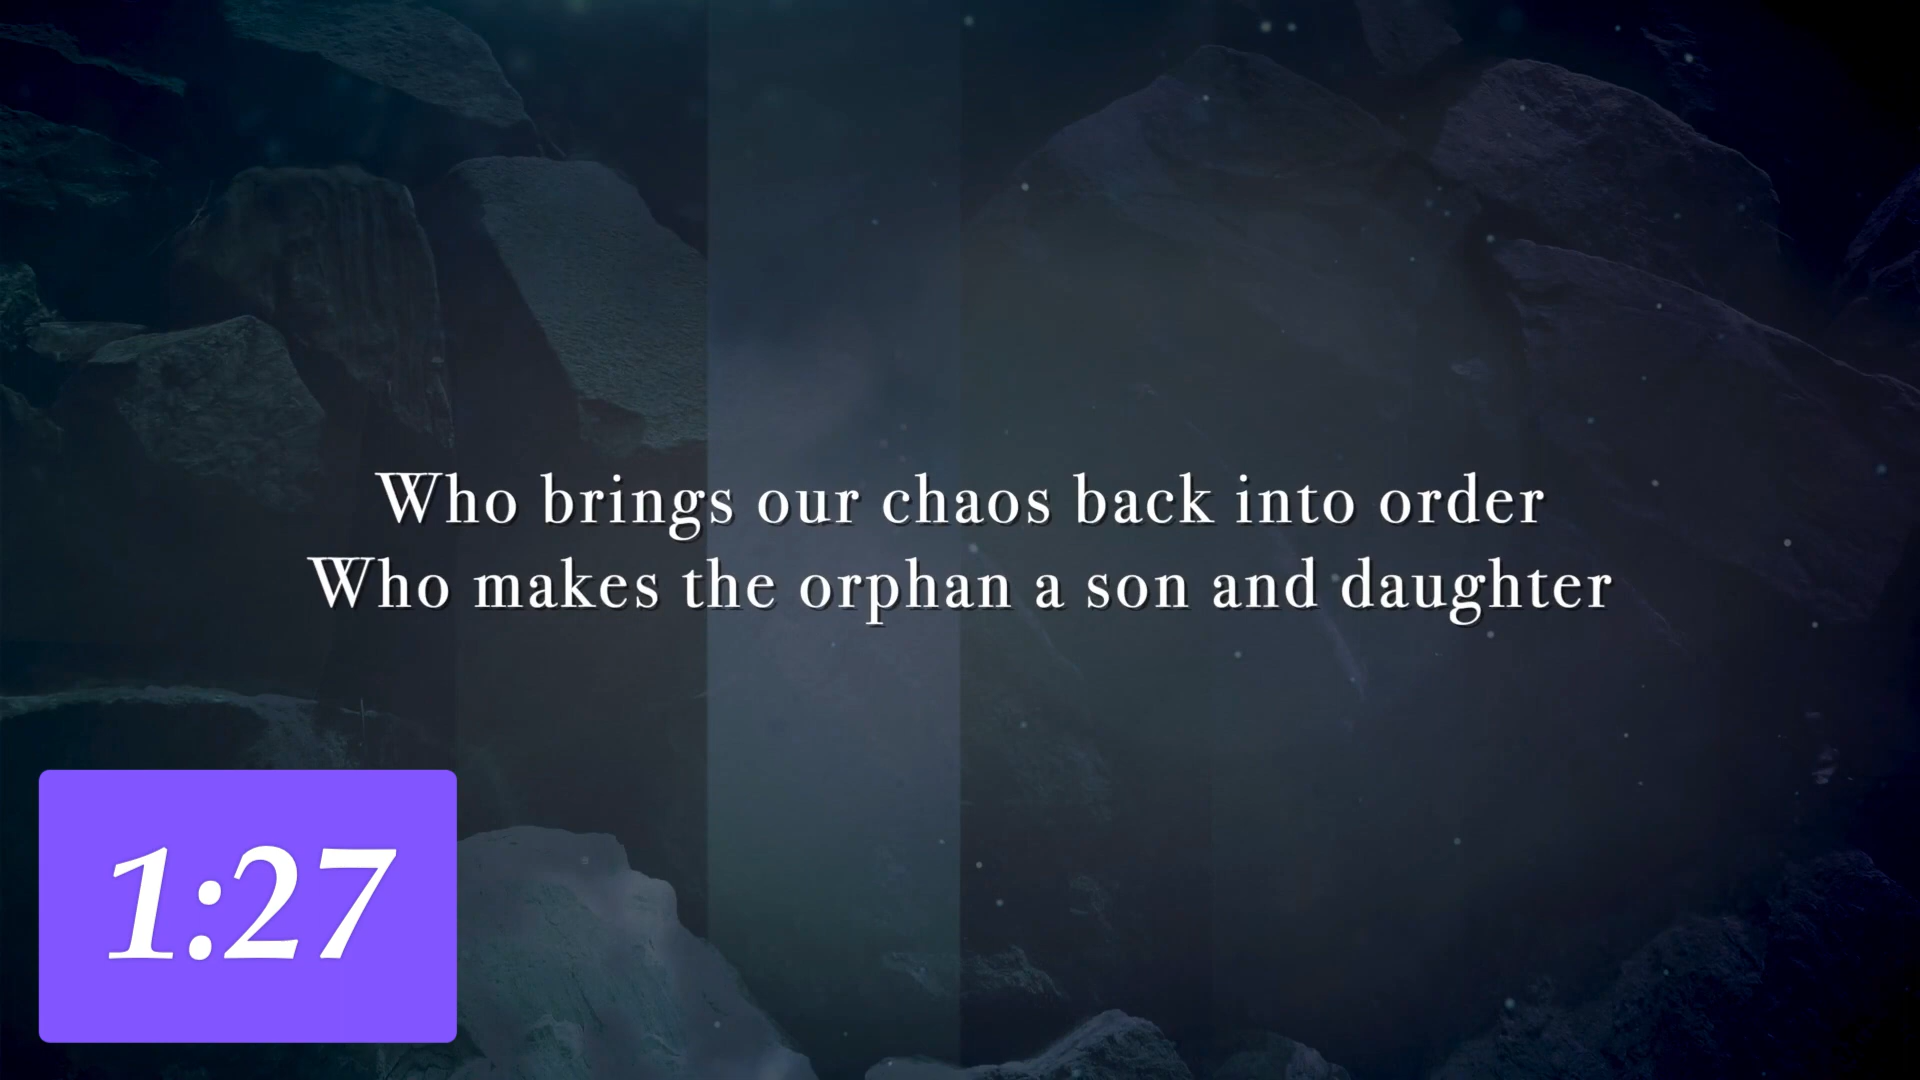 Who brings our chaos back into order
Who makes the orphan a son and daughter
1:27